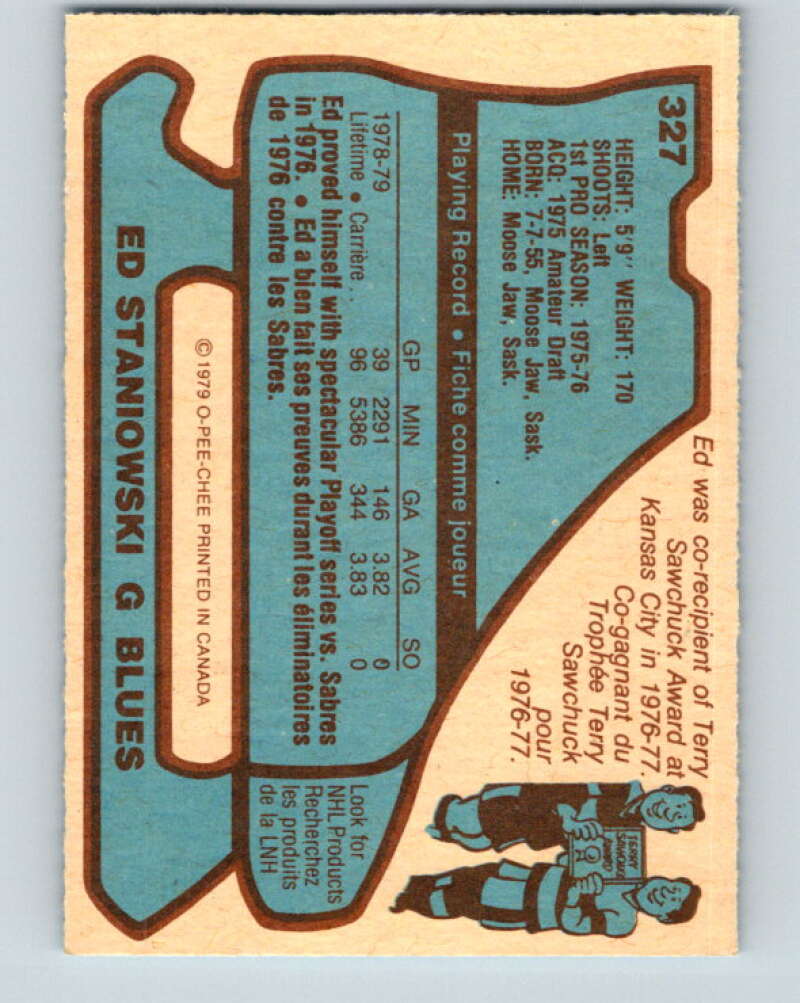 327
HEIGHT: 5'9" WEIGHT: 170
SHOOTS: Left
1st PRO SEASON: 1975-76
ACQ: 1975 Amateur Draft
BORN: 7-7-55, Moose Jaw, Sask.
HOME: Moose Jaw, Sask.
Ed was co-recipient of Terry
Sawchuck Award at
Kansas City in 1976-77
Co-gagnant du
Trophée Terry
Sawchuck
pour
1976-77.
TERRY
SAWCHUK
AWARD
Playing Record • Fiche comme joueur
GP MIN GA AVG SO
1978-79 39 2291 146 3.82 0
Lifetime • Carrière .. 96 5386 344 3.83 0
Ed proved himself with spectacular Playoff series vs. Sabres
in 1976. • Ed a bien fait ses preuves durant les éliminatoires
de 1976 contre les Sabres.
Look for
NHL Products
Recherchez
les produits
de la LNH
©1979 O-PEE-CHÉE PRINTED IN CANADA
ED STANIOWSKI G BLUES